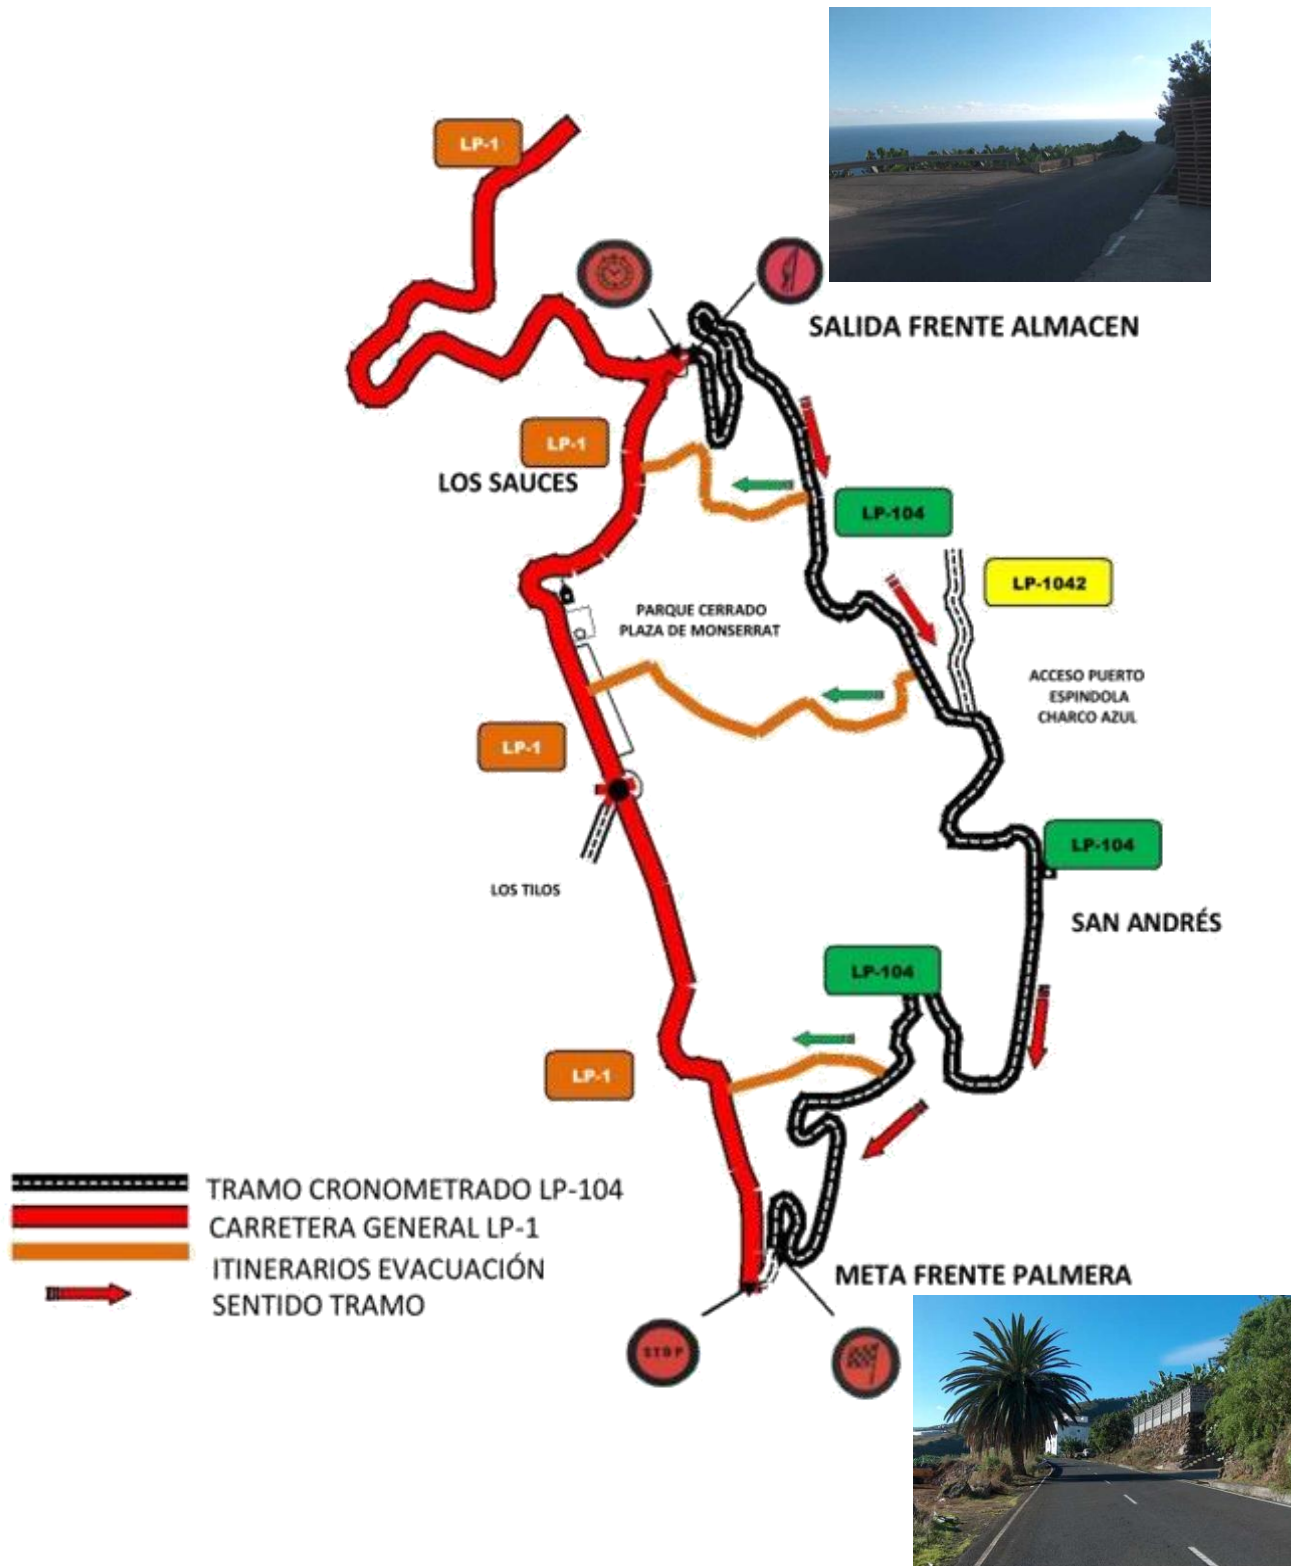 LP-1
SALIDA FRENTE ALMACEN
LP-1
LOS SAUCES
LP-104
LP-1042
PARQUE CERRADO
PLAZA DE MONSERRAT
ACCESO PUERTO
ESPINDOLA
CHARCO AZUL
LP-1
LP-104
LOS TILOS
SAN ANDRÉS
LP-104
LP-1
TRAMO CRONOMETRADO LP-104
CARRETERA GENERAL LP-1
ITINERARIOS EVACUACIÓN
SENTIDO TRAMO
META FRENTE PALMERA
STOP